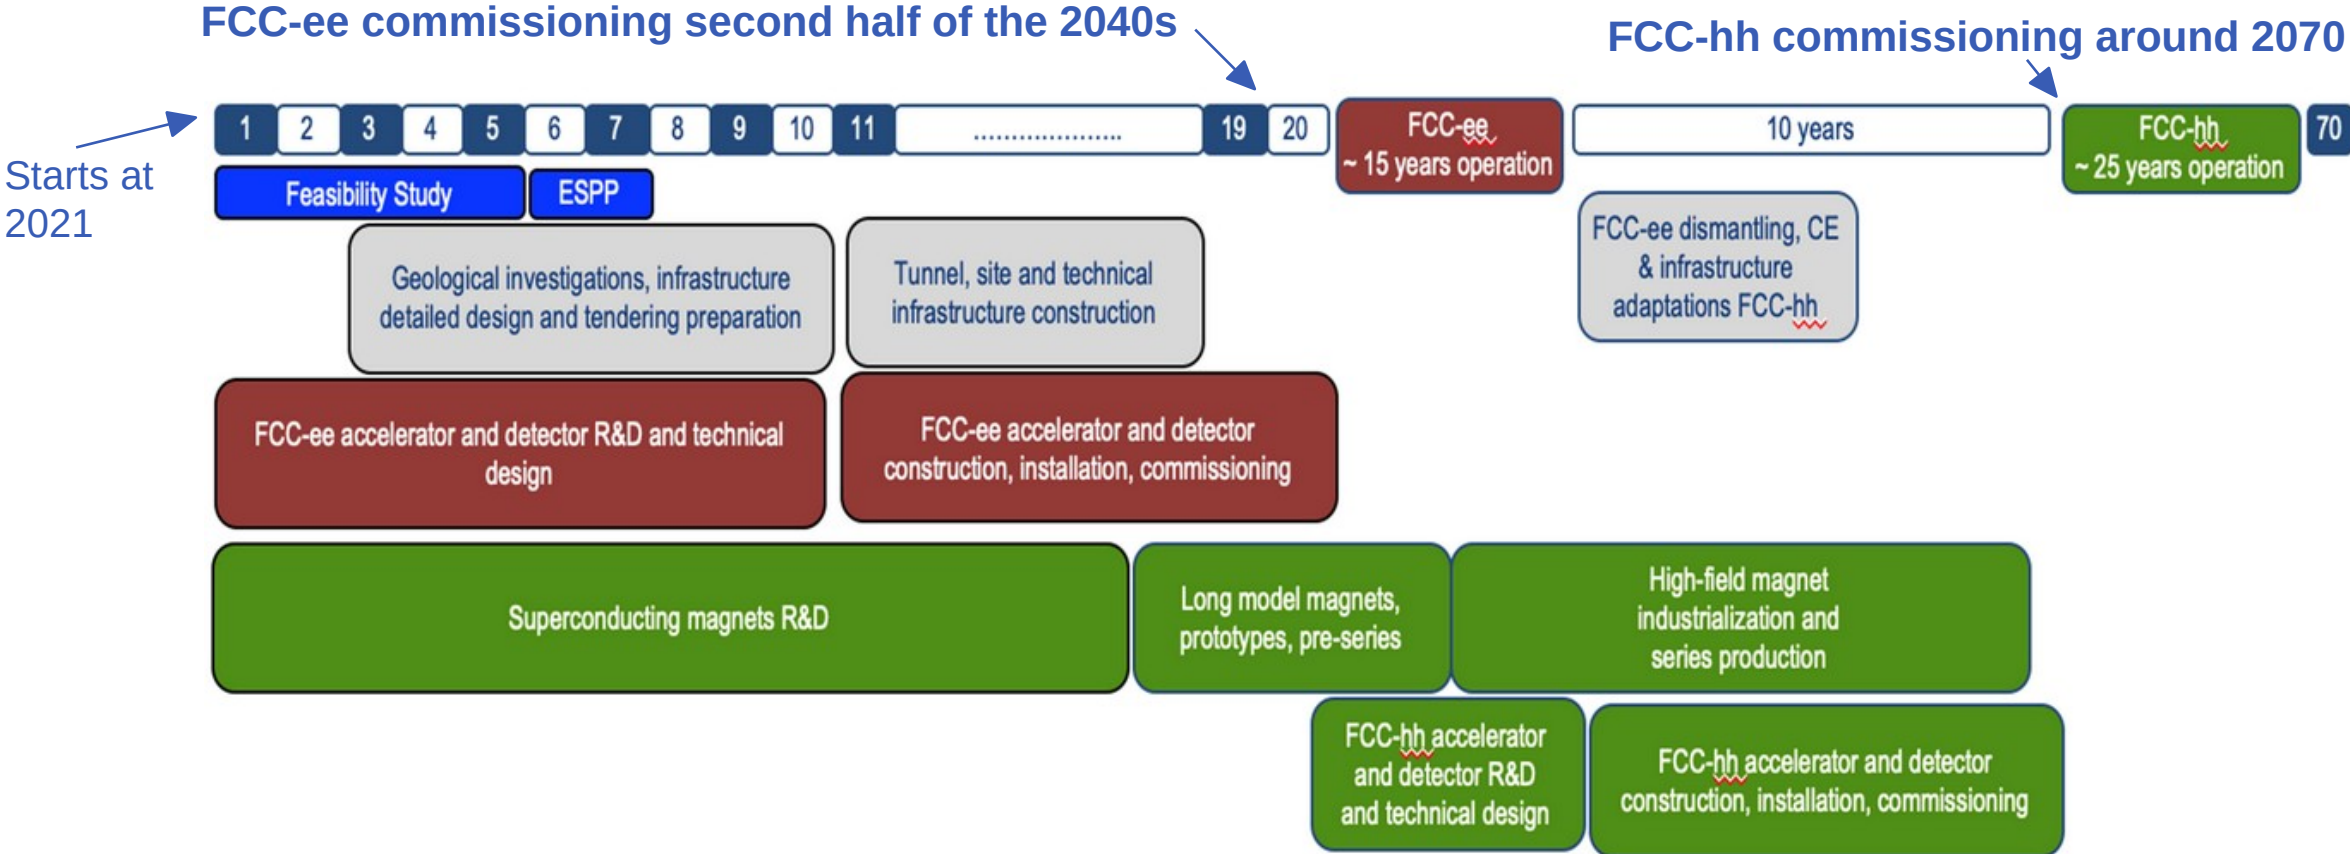 FCC-ee commissioning second half of the 2040s
FCC-hh commissioning around 2070
Starts at
2021
1 2 3 4 5 6 7 8 9 10 11 ................... 19 20
FCC-ee
~ 15 years operation
10 years
FCC-hh
~ 25 years operation
70
Feasibility Study
ESPP
Geological investigations, infrastructure
detailed design and tendering preparation
Tunnel, site and technical
infrastructure construction
FCC-ee dismantling, CE
& infrastructure
adaptations FCC-hh
FCC-ee accelerator and detector R&D and technical
design
FCC-ee accelerator and detector
construction, installation, commissioning
Superconducting magnets R&D
Long model magnets,
prototypes, pre-series
High-field magnet
industrialization and
series production
FCC-hh accelerator
and detector R&D
and technical design
FCC-hh accelerator and detector
construction, installation, commissioning